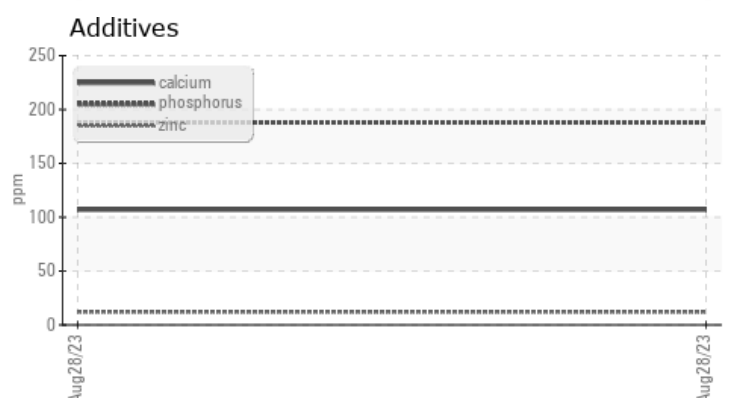 Additives
250
200
150
100
50
0
ppm
calcium
phosphorus
zinc
Aug28/23
Aug28/23